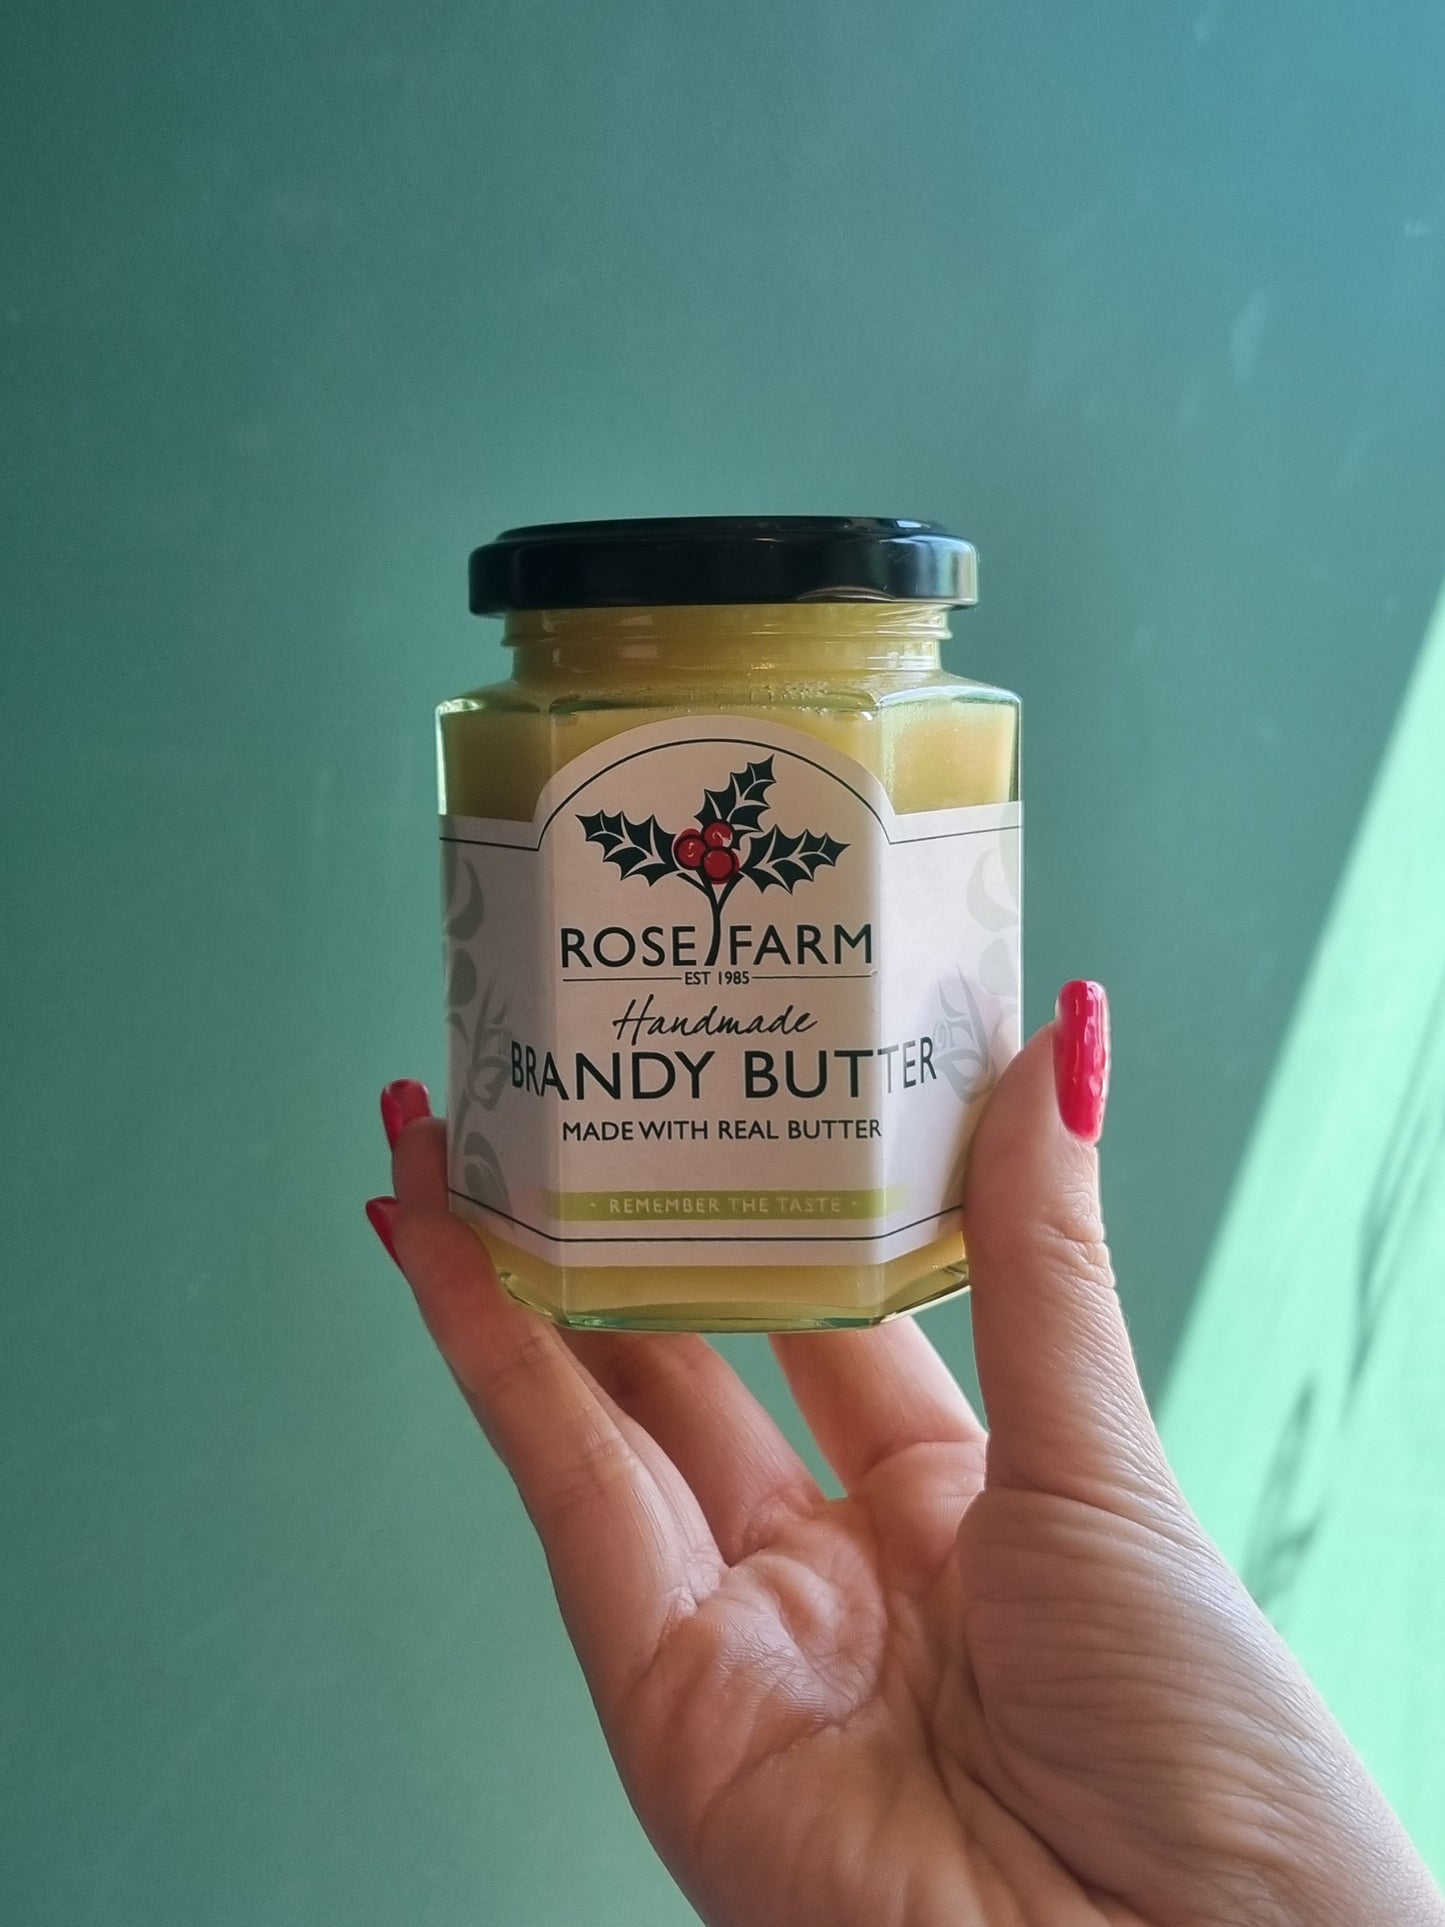 ROSE FARM
EST 1985
Handmade
BRANDY BUTTER
MADE WITH REAL BUTTER
· REMEMBER THE TASTE ·